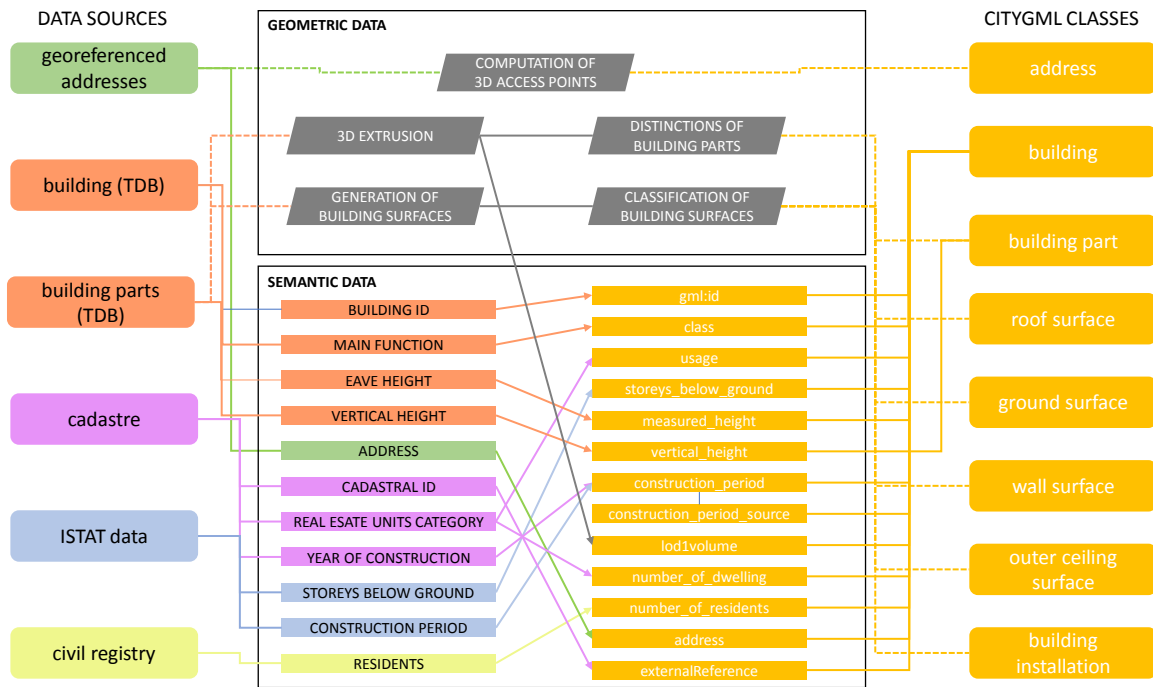 DATA SOURCES
georeferenced
addresses
building (TDB)
building parts
(TDB)
cadastre
ISTAT data
civil registry
GEOMETRIC DATA
COMPUTATION OF
3D ACCESS POINTS
3D EXTRUSION
DISTINCTIONS OF
BUILDING PARTS
GENERATION OF
BUILDING SURFACES
CLASSIFICATION OF
BUILDING SURFACES
SEMANTIC DATA
BUILDING ID
MAIN FUNCTION
EAVE HEIGHT
VERTICAL HEIGHT
ADDRESS
CADASTRAL ID
REAL ESATE UNITS CATEGORY
YEAR OF CONSTRUCTION
STOREYS BELOW GROUND
CONSTRUCTION PERIOD
RESIDENTS
gml:id
class
usage
storeys_below_ground
measured_height
vertical_height
construction_period
construction_period_source
lod1volume
number_of_dwelling
number_of_residents
address
externalReference
CITYGML CLASSES
address
building
building part
roof surface
ground surface
wall surface
outer ceiling
surface
building
installation